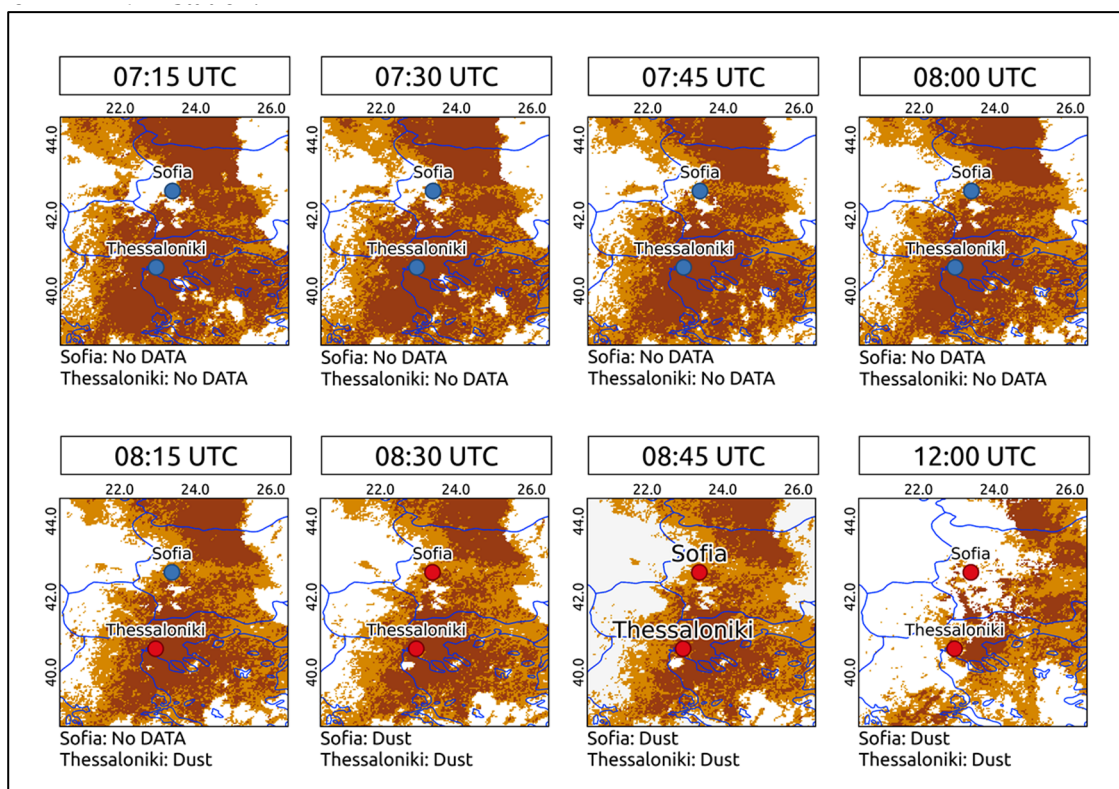 07:15 UTC
07:30 UTC
07:45 UTC
08:00 UTC
22.0 24.0 26.0
22.0 24.0 26.0
22.0 24.0 26.0
22.0 24.0 26.0
44.0
42.0
40.0
Sofia
Thessaloniki
44.0
42.0
40.0
Sofia
Thessaloniki
44.0
42.0
40.0
Sofia
Thessaloniki
44.0
42.0
40.0
Sofia
Thessaloniki
Sofia: No DATA
Thessaloniki: No DATA
Sofia: No DATA
Thessaloniki: No DATA
Sofia: No DATA
Thessaloniki: No DATA
Sofia: No DATA
Thessaloniki: No DATA
08:15 UTC
08:30 UTC
08:45 UTC
12:00 UTC
22.0 24.0 26.0
22.0 24.0 26.0
22.0 24.0 26.0
22.0 24.0 26.0
44.0
42.0
40.0
Sofia
Thessaloniki
44.0
42.0
40.0
Sofia
Thessaloniki
44.0
42.0
40.0
Sofia
Thessaloniki
44.0
42.0
40.0
Sofia
Thessaloniki
Sofia: No DATA
Thessaloniki: Dust
Sofia: Dust
Thessaloniki: Dust
Sofia: Dust
Thessaloniki: Dust
Sofia: Dust
Thessaloniki: Dust